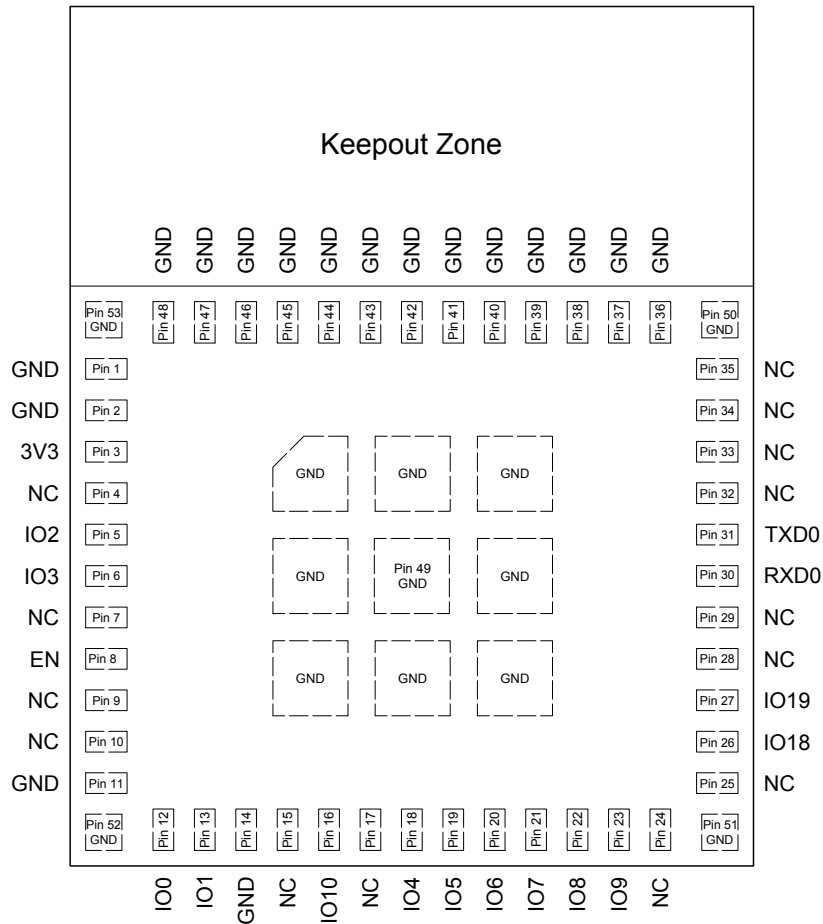 Keepout Zone
GND GND GND GND GND GND GND GND GND GND GND GND GND
Pin 53 GND
Pin 48 Pin 47 Pin 46 Pin 45 Pin 44 Pin 43 Pin 42 Pin 41 Pin 40 Pin 39 Pin 38 Pin 37 Pin 36
Pin 50 GND
GND Pin 1 Pin 35 NC
GND Pin 2 Pin 34 NC
3V3 Pin 3 Pin 33 NC
GND GND GND
NC Pin 4 Pin 32 NC
IO2 Pin 5 Pin 31 TXD0
IO3 Pin 6 Pin 30 RXD0
GND Pin 49 GND GND
NC Pin 7 Pin 29 NC
EN Pin 8 Pin 28 NC
GND GND GND
NC Pin 9 Pin 27 IO19
NC Pin 10 Pin 26 IO18
GND Pin 11 Pin 25 NC
Pin 52 GND
Pin 12 Pin 13 Pin 14 Pin 15 Pin 16 Pin 17 Pin 18 Pin 19 Pin 20 Pin 21 Pin 22 Pin 23 Pin 24
Pin 51 GND
IO0 IO1 GND NC IO10 NC IO4 IO5 IO6 IO7 IO8 IO9 NC